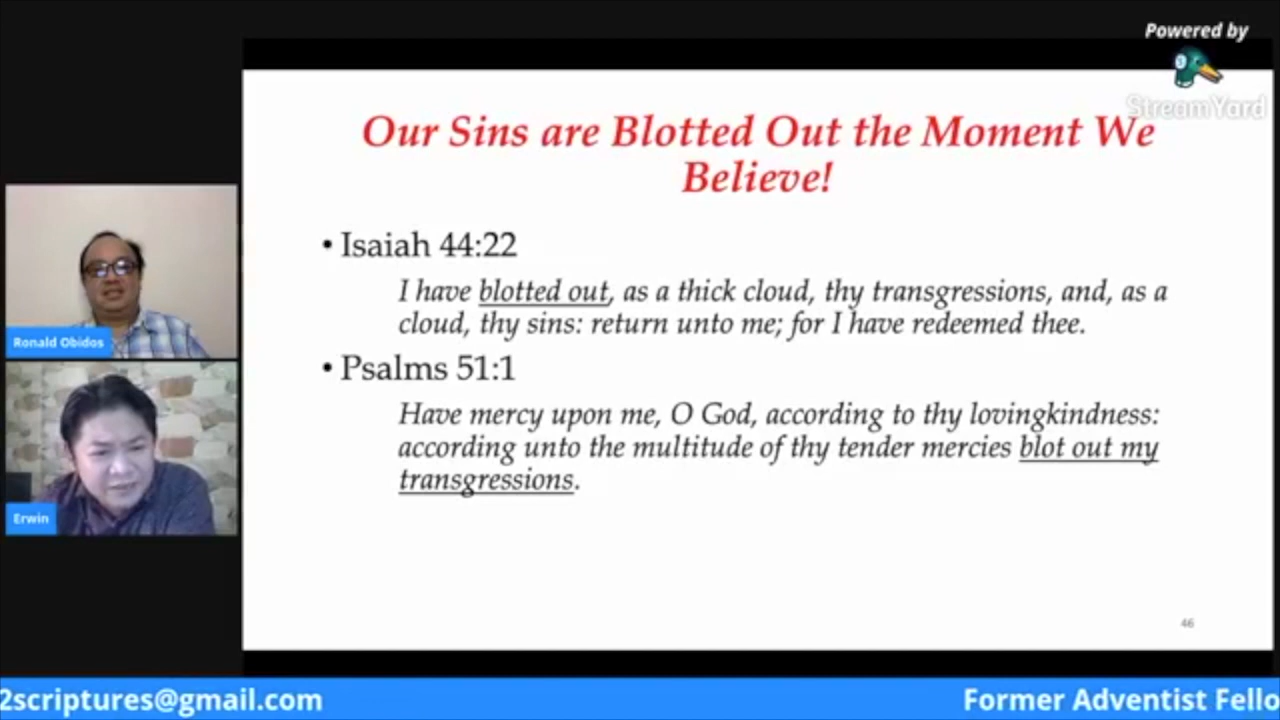 Powered by
StreamYard
Our Sins are Blotted Out the Moment We
Believe!
• Isaiah 44:22
I have blotted out, as a thick cloud, thy transgressions, and, as a
cloud, thy sins: return unto me; for I have redeemed thee.
• Psalms 51:1
Have mercy upon me, O God, according to thy lovingkindness:
according unto the multitude of thy tender mercies blot out my
transgressions.
46
Ronald Obidos
Erwin
2scriptures@gmail.com
Former Adventist Fello